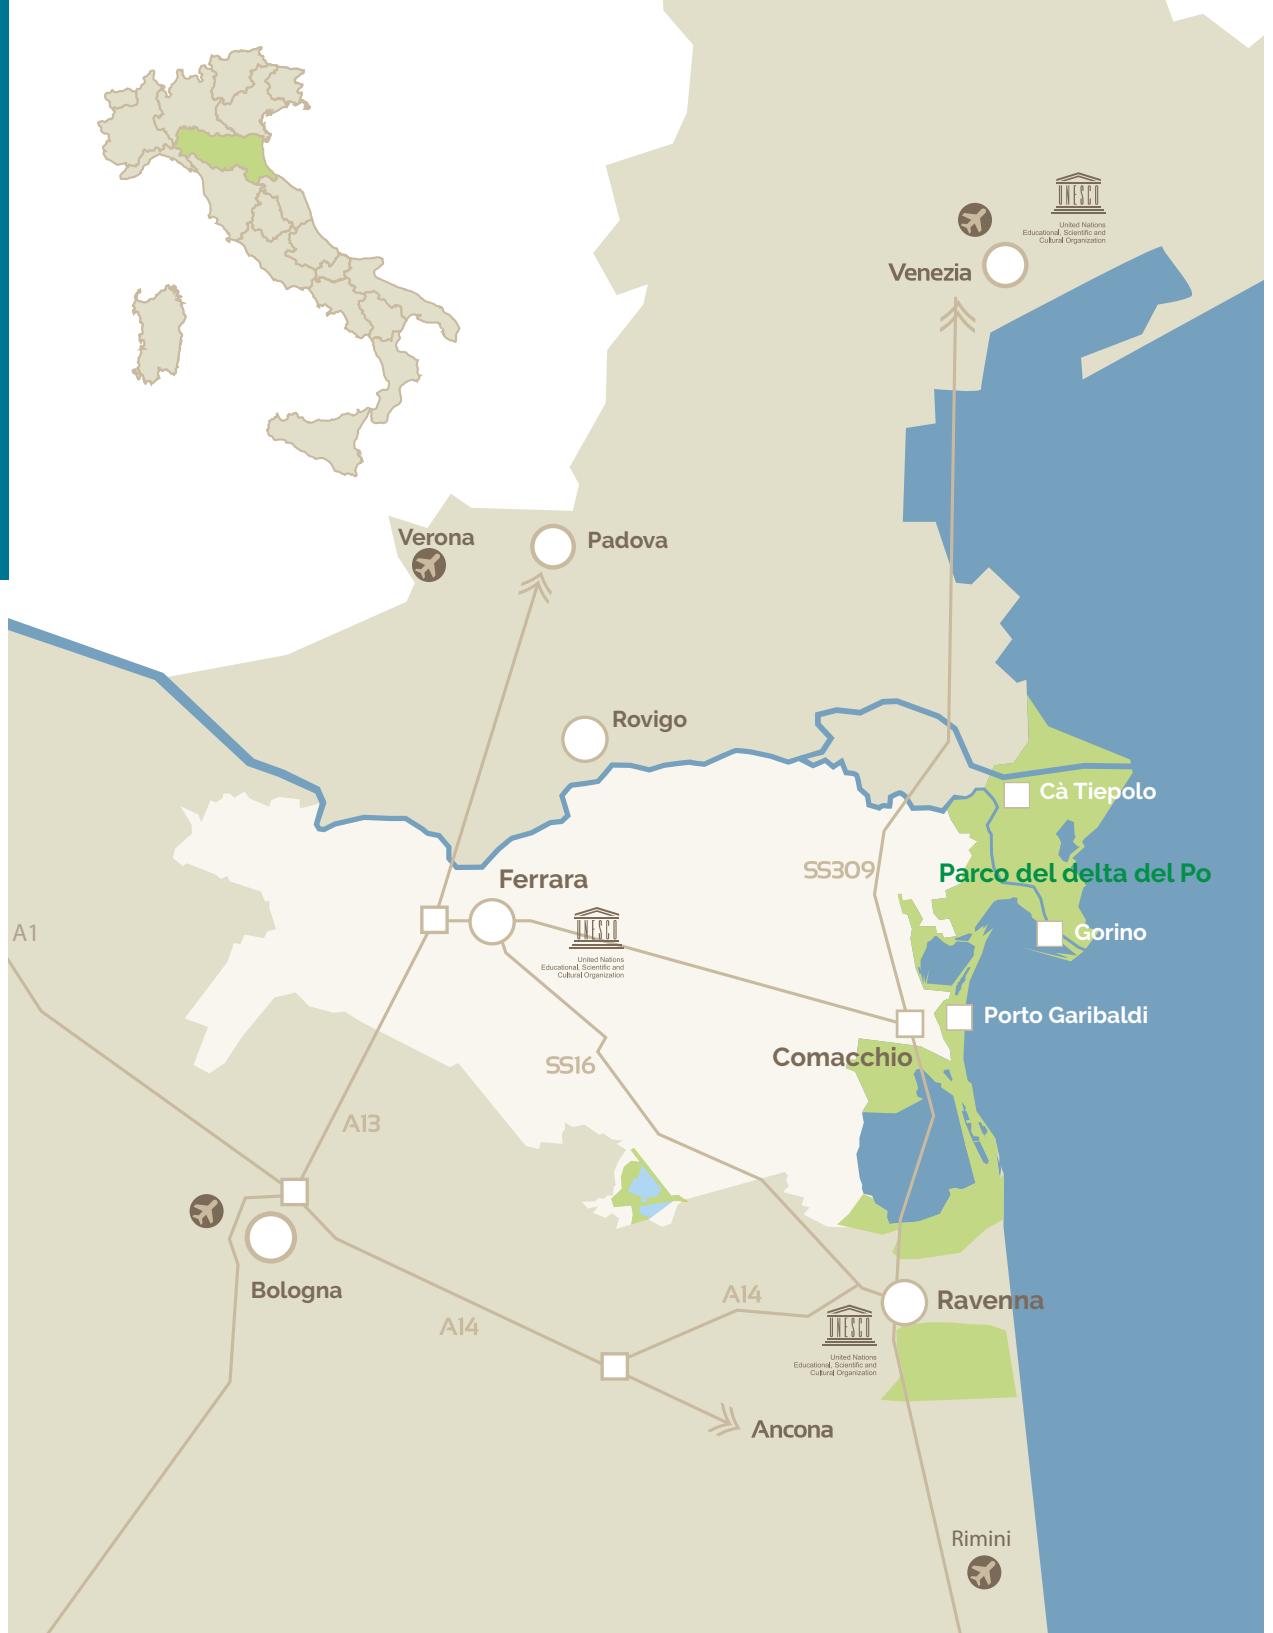 UNESCO
United Nations
Educational, Scientific and
Cultural Organization
Venezia
Verona
Padova
Rovigo
Cà Tiepolo
SS309
Parco del delta del Po
Ferrara
UNESCO
United Nations
Educational, Scientific and
Cultural Organization
A1
Gorino
Porto Garibaldi
Comacchio
SS16
A13
Bologna
A14
A14
Ravenna
UNESCO
United Nations
Educational, Scientific and
Cultural Organization
Ancona
Rimini